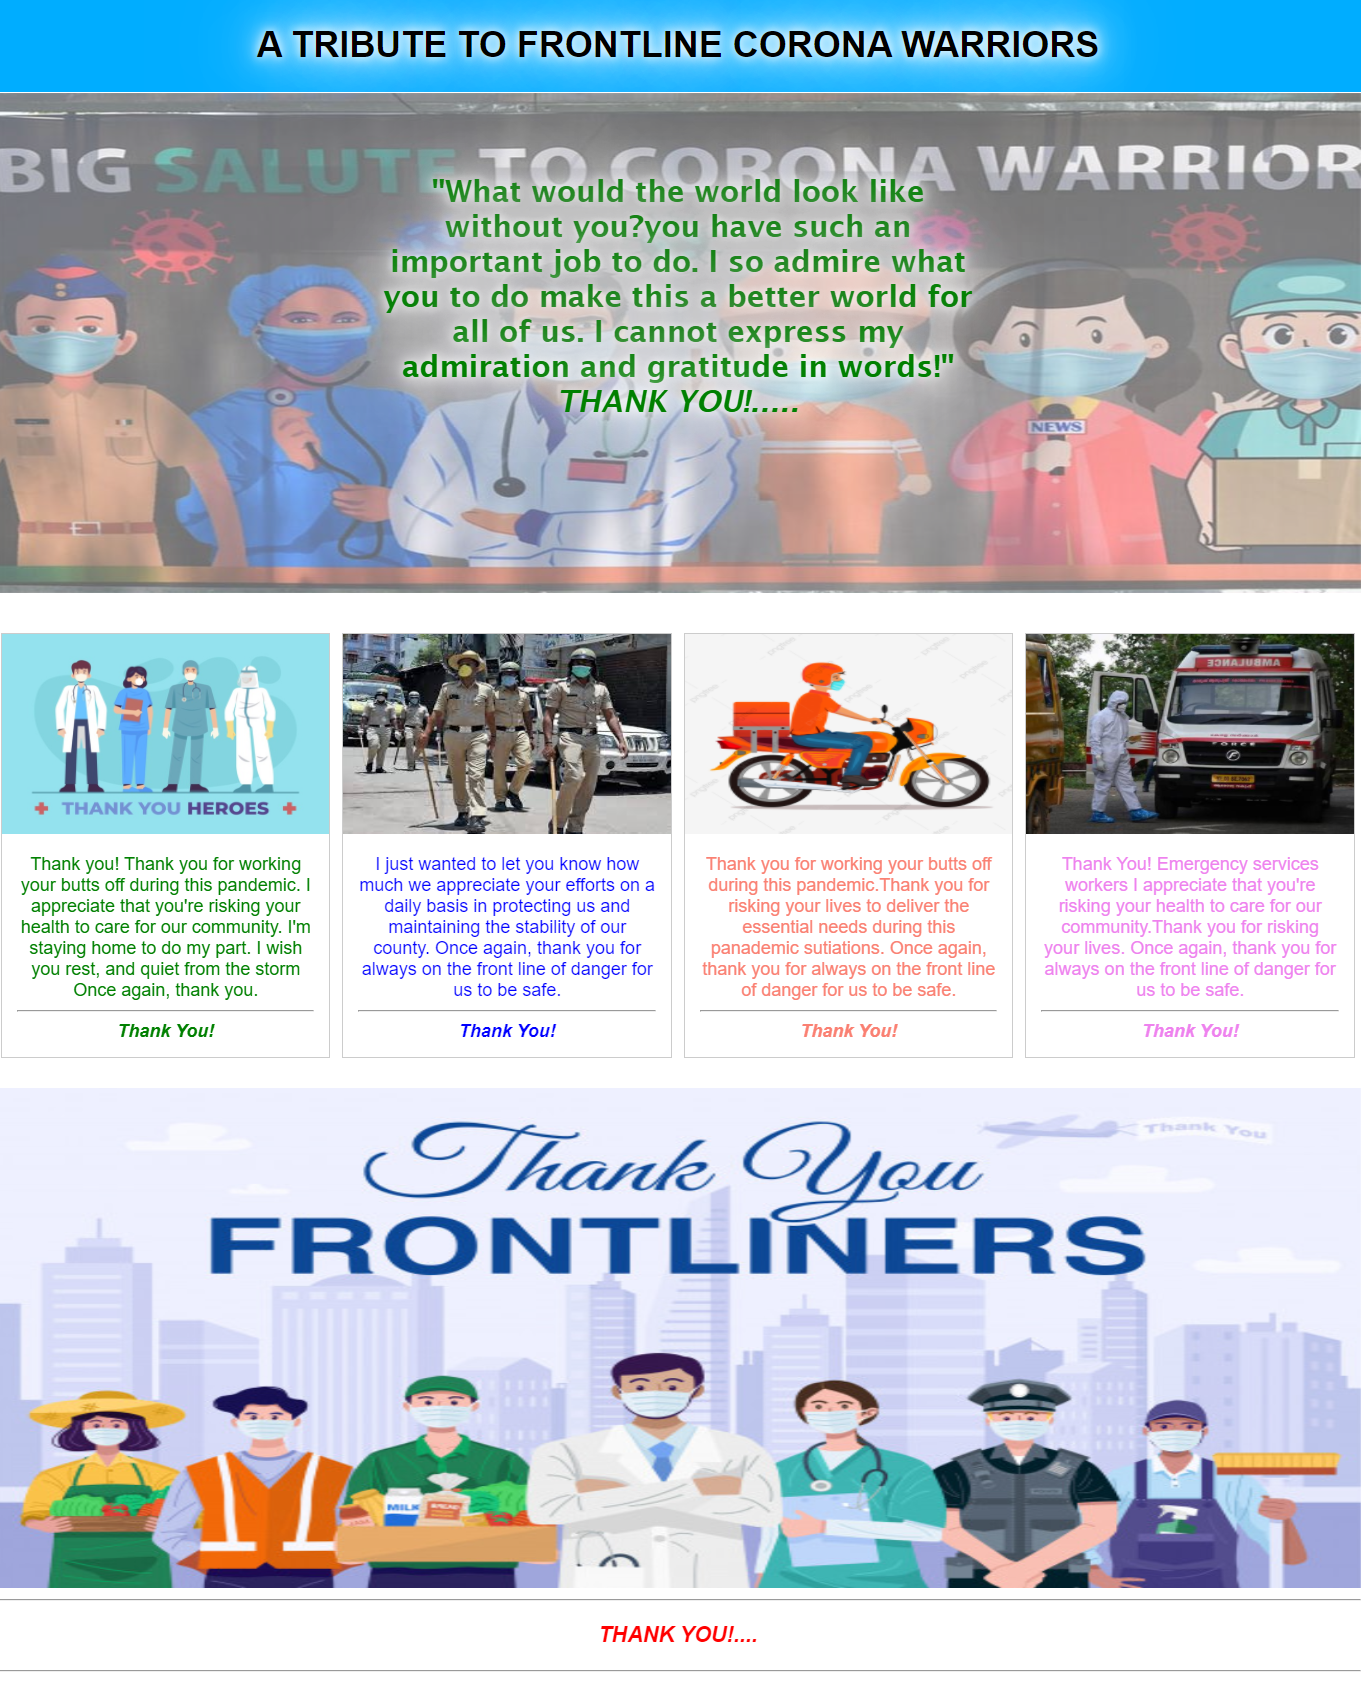 A TRIBUTE TO FRONTLINE CORONA WARRIORS
BIG SALUTE TO CORONA WARRIOR
"What would the world look like
without you?you have such an
important job to do. I so admire what
you to do make this a better world for
all of us. I cannot express my
admiration and gratitude in words!"
THANK YOU!.....
NEWS
THANK YOU HEROES
Thank you! Thank you for working
your butts off during this pandemic. I
appreciate that you're risking your
health to care for our community. I'm
staying home to do my part. I wish
you rest, and quiet from the storm
Once again, thank you.
Thank You!
I just wanted to let you know how
much we appreciate your efforts on a
daily basis in protecting us and
maintaining the stability of our
county. Once again, thank you for
always on the front line of danger for
us to be safe.
Thank You!
Thank you for working your butts off
during this pandemic.Thank you for
risking your lives to deliver the
essential needs during this
panademic sutiations. Once again,
thank you for always on the front line
of danger for us to be safe.
Thank You!
AMBULANCE
FORCE
Thank You! Emergency services
workers I appreciate that you're
risking your health to care for our
community.Thank you for risking
your lives. Once again, thank you for
always on the front line of danger for
us to be safe.
Thank You!
Thank You
Thank You
FRONTLINERS
MILK
BREAD
THANK YOU!....